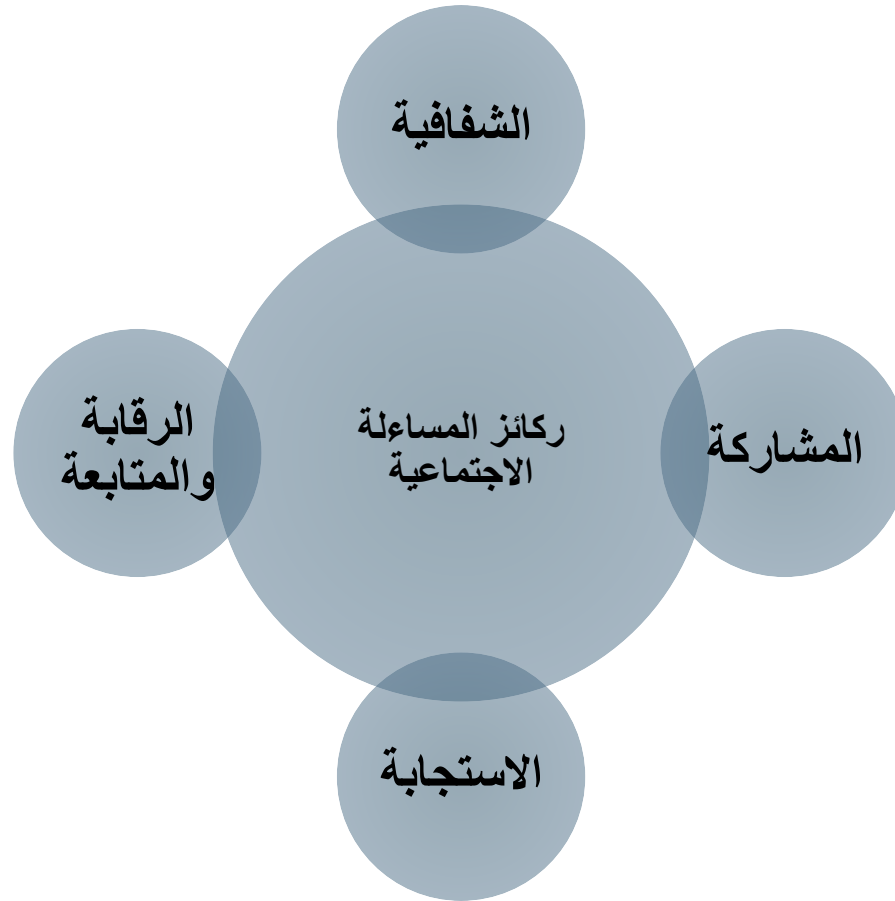 الشفافية
ركائز المساءلة
الاجتماعية
المشاركة
الرقابة
والمتابعة
الاستجابة